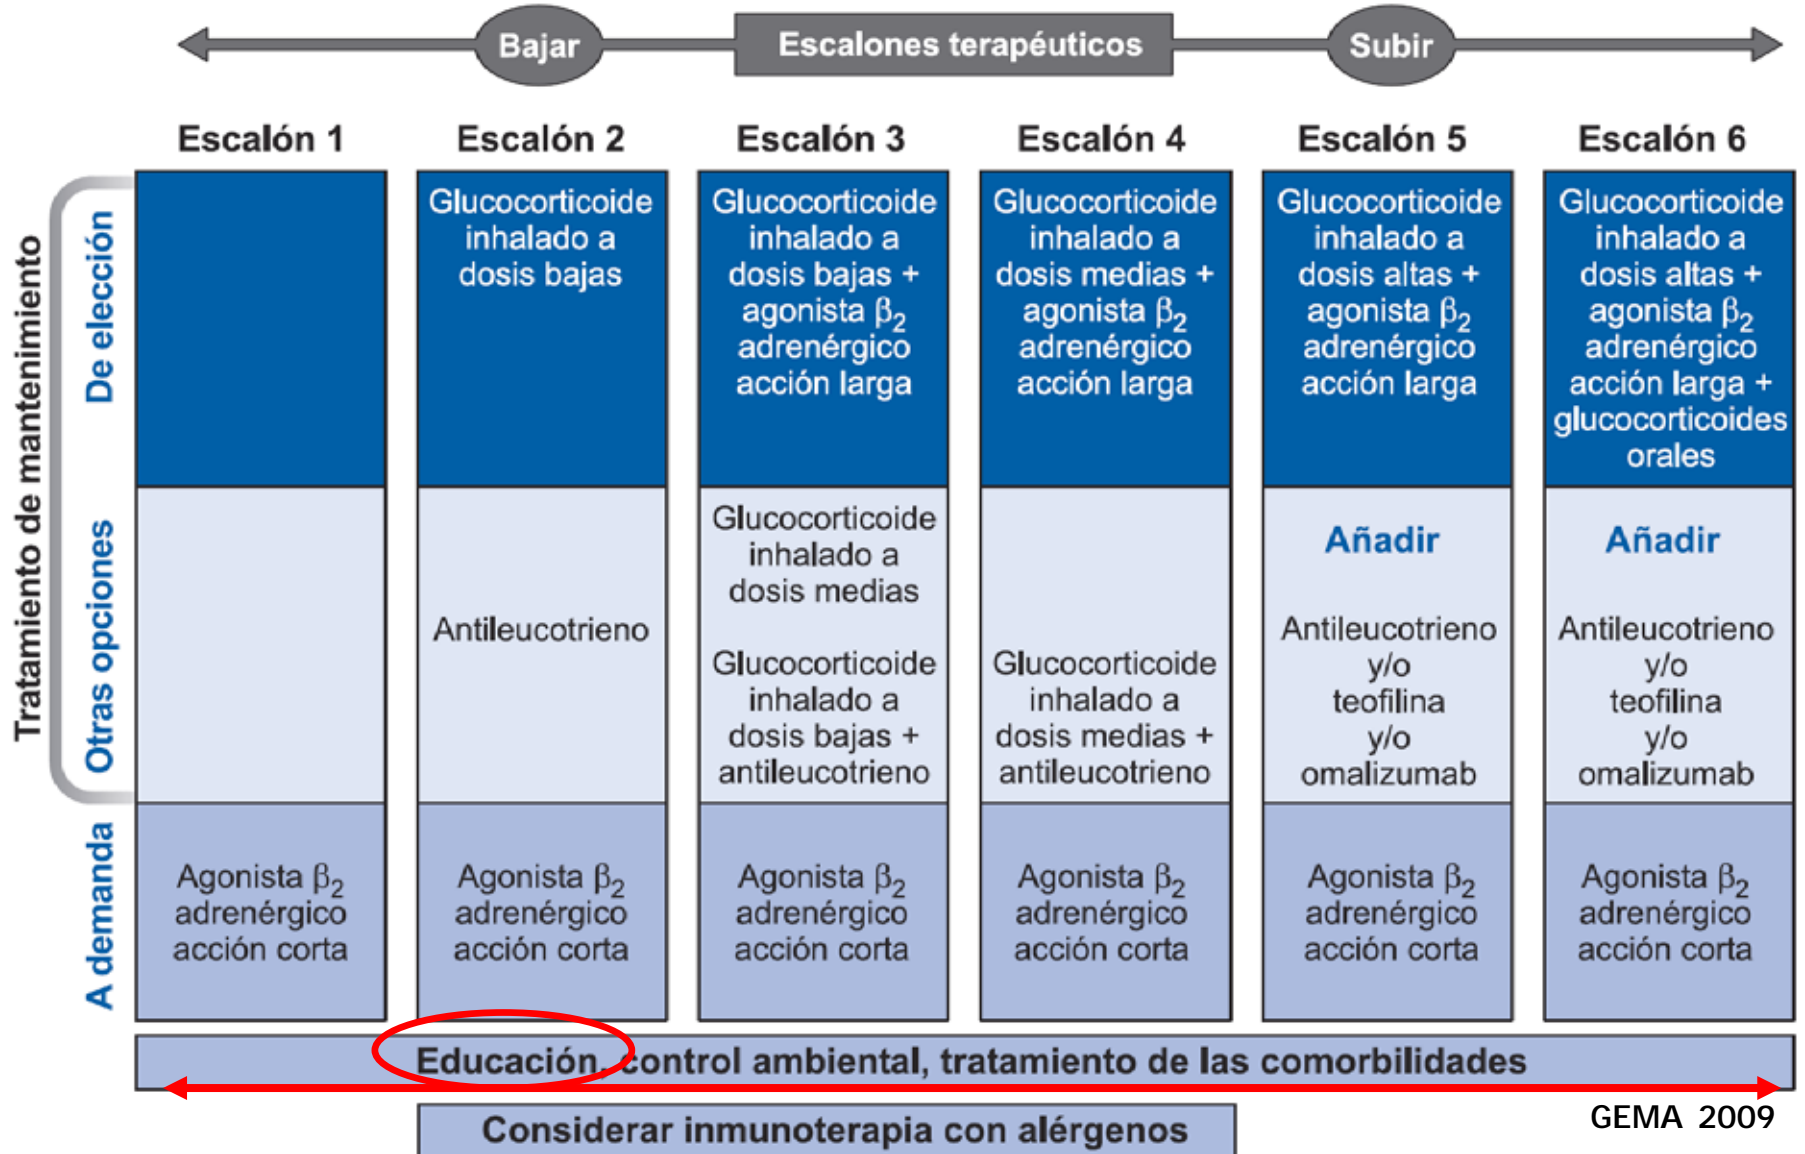 Bajar
Escalones terapéuticos
Subir
Escalón 1
Escalón 2
Escalón 3
Escalón 4
Escalón 5
Escalón 6
Tratamiento de mantenimiento
De elección
Glucocorticoide
inhalado a
dosis bajas
Glucocorticoide
inhalado a
dosis bajas +
agonista β2
adrenérgico
acción larga
Glucocorticoide
inhalado a
dosis medias +
agonista β2
adrenérgico
acción larga
Glucocorticoide
inhalado a
dosis altas +
agonista β2
adrenérgico
acción larga
Glucocorticoide
inhalado a
dosis altas +
agonista β2
adrenérgico
acción larga +
glucocorticoides
orales
Otras opciones
Antileucotrieno
Glucocorticoide
inhalado a
dosis medias
Glucocorticoide
inhalado a
dosis bajas +
antileucotrieno
Glucocorticoide
inhalado a
dosis medias +
antileucotrieno
Añadir
Antileucotrieno
y/o
teofilina
y/o
omalizumab
Añadir
Antileucotrieno
y/o
teofilina
y/o
omalizumab
A demanda
Agonista β2
adrenérgico
acción corta
Agonista β2
adrenérgico
acción corta
Agonista β2
adrenérgico
acción corta
Agonista β2
adrenérgico
acción corta
Agonista β2
adrenérgico
acción corta
Agonista β2
adrenérgico
acción corta
Educación, control ambiental, tratamiento de las comorbilidades
Considerar inmunoterapia con alérgenos
GEMA 2009